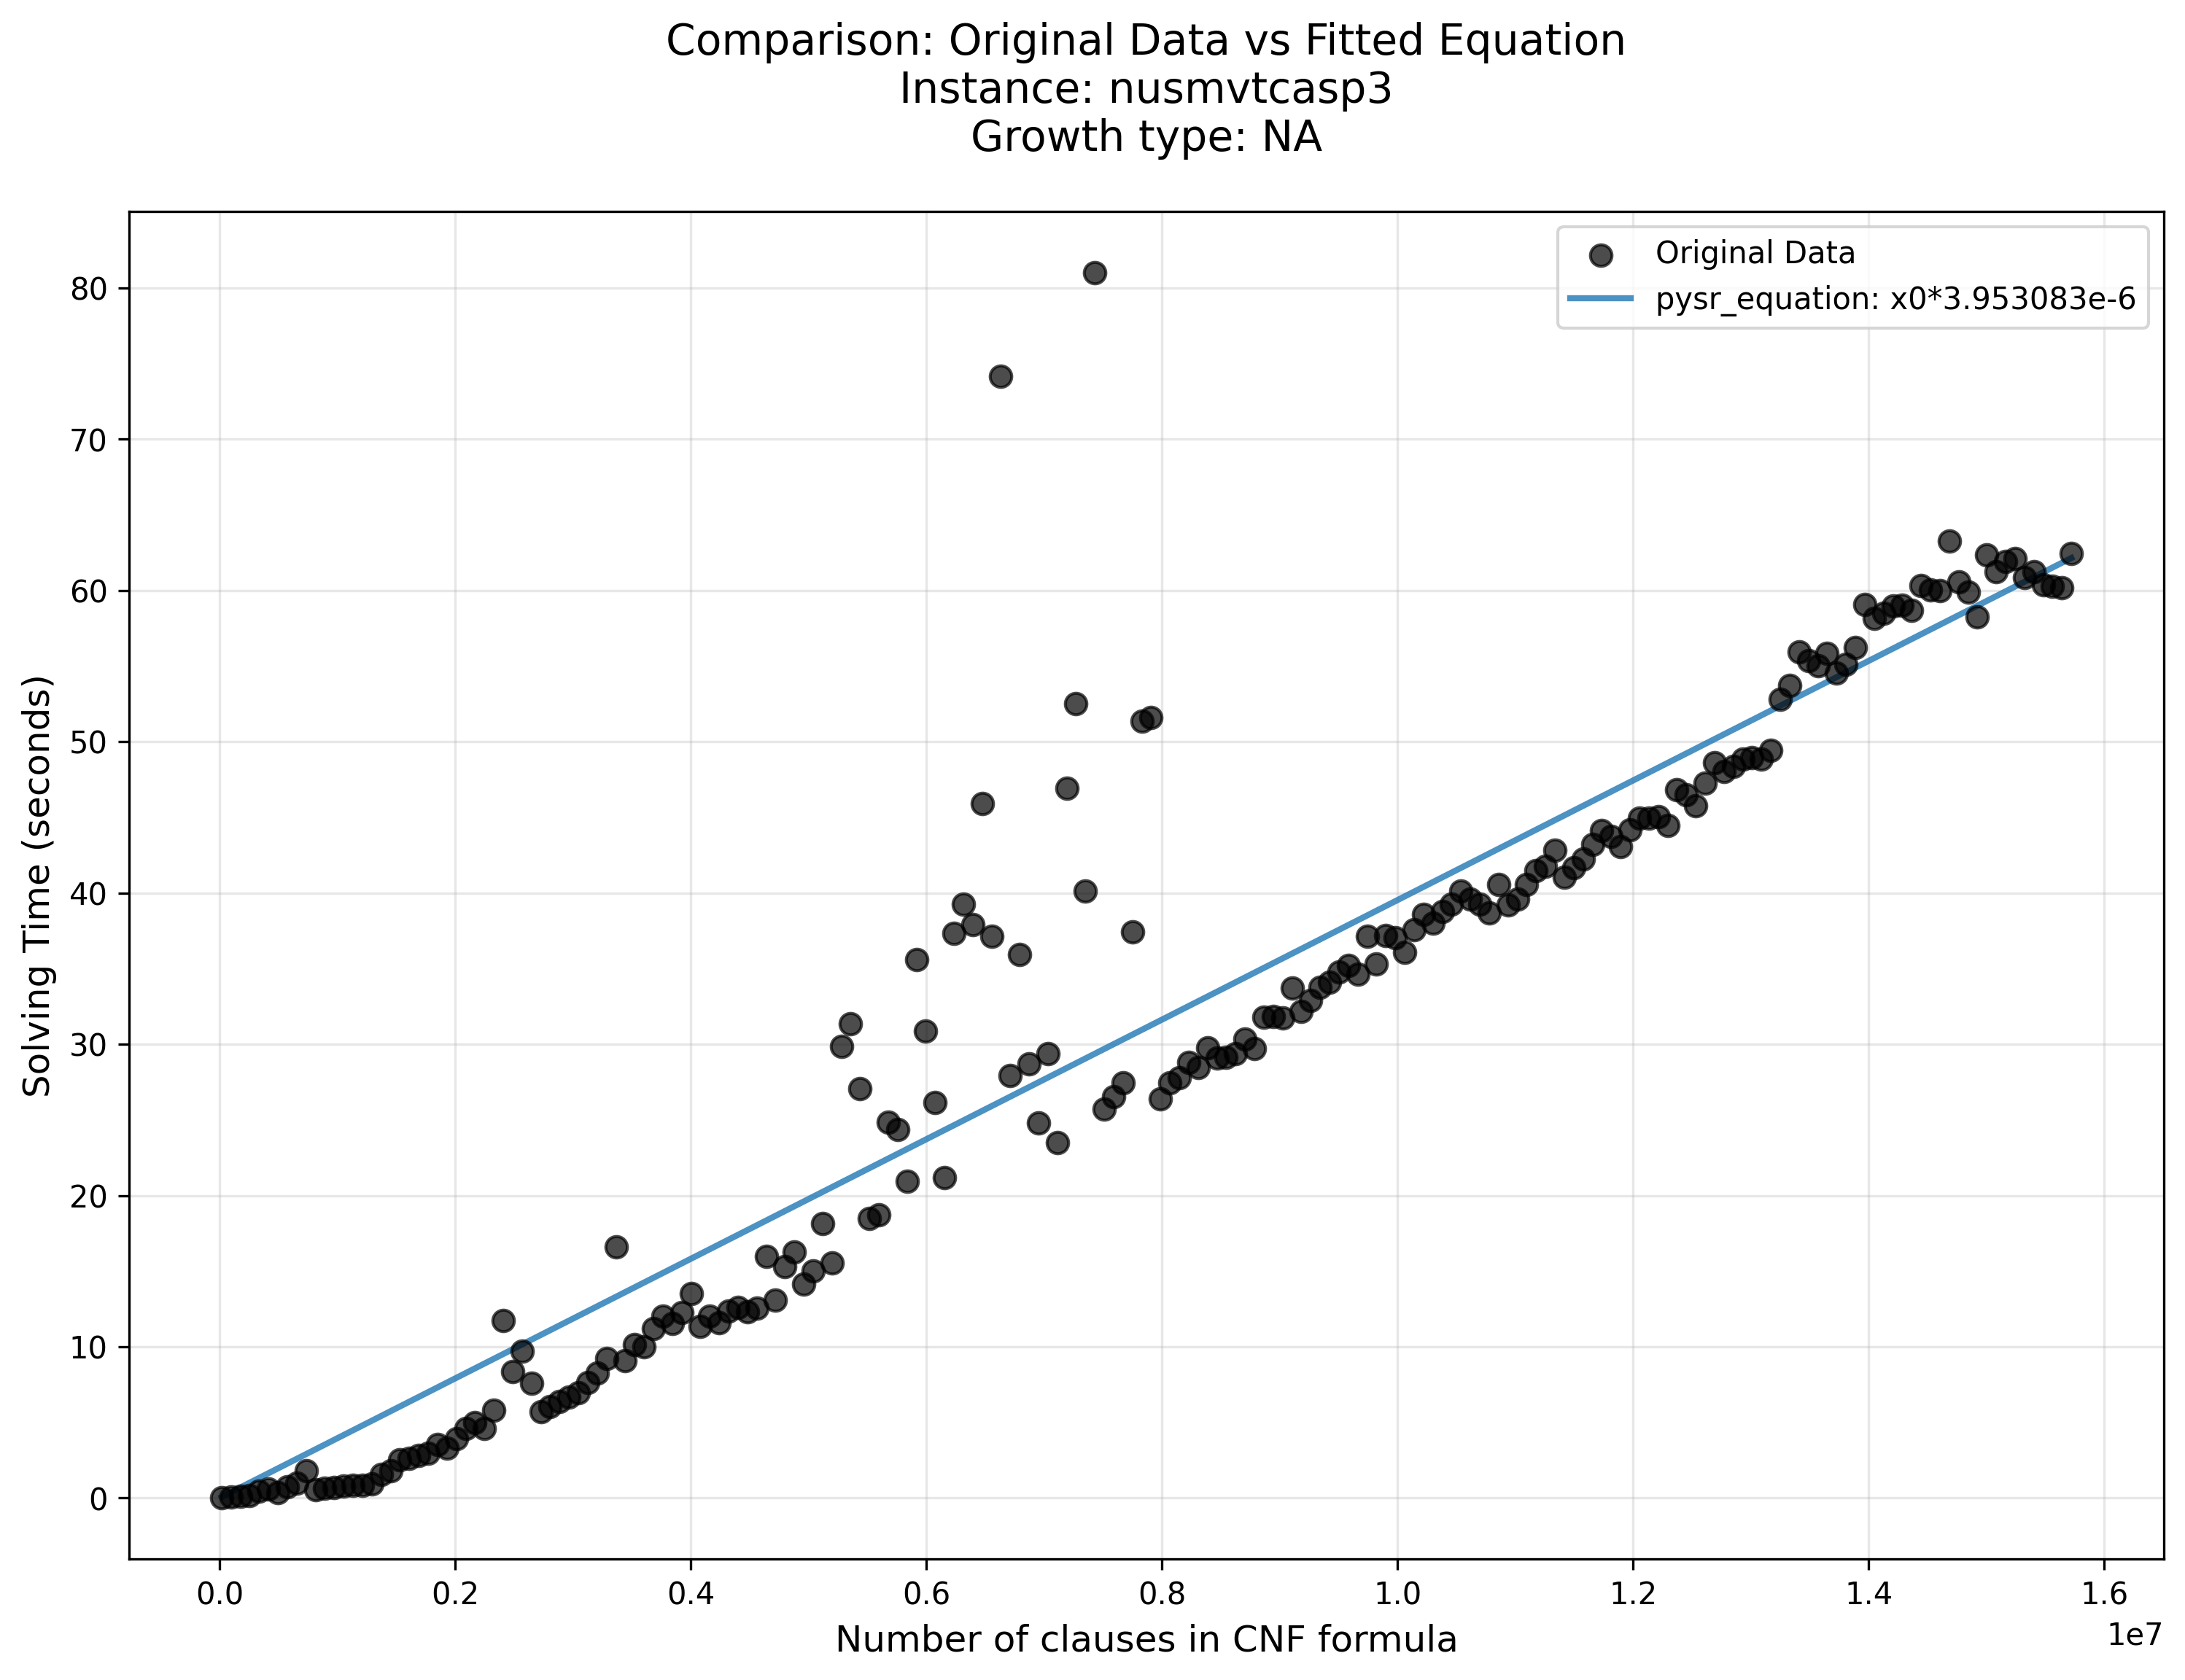 Comparison: Original Data vs Fitted Equation
Instance: nusmvtcasp3
Growth type: NA
Original Data
pysr_equation: x0*3.953083e-6
Solving Time (seconds)
80
70
60
50
40
30
20
10
0
0.0 0.2 0.4 0.6 0.8 1.0 1.2 1.4 1.6
1e7
Number of clauses in CNF formula